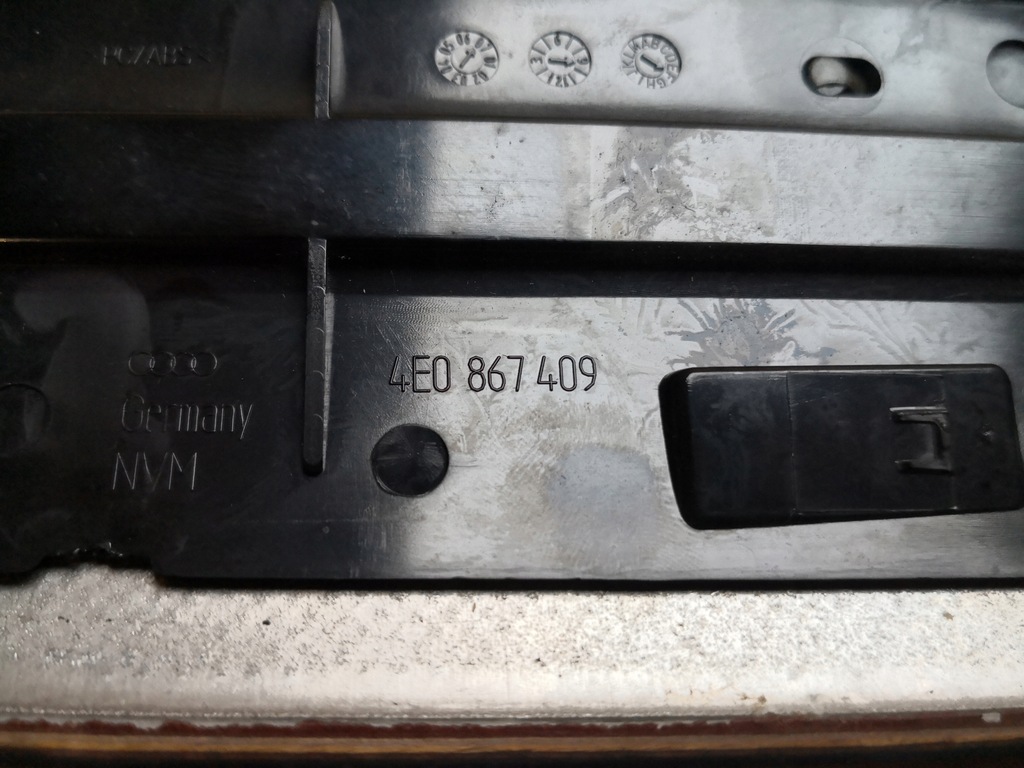 >PC/ABS<
4E0 867 409
Germany
NVM